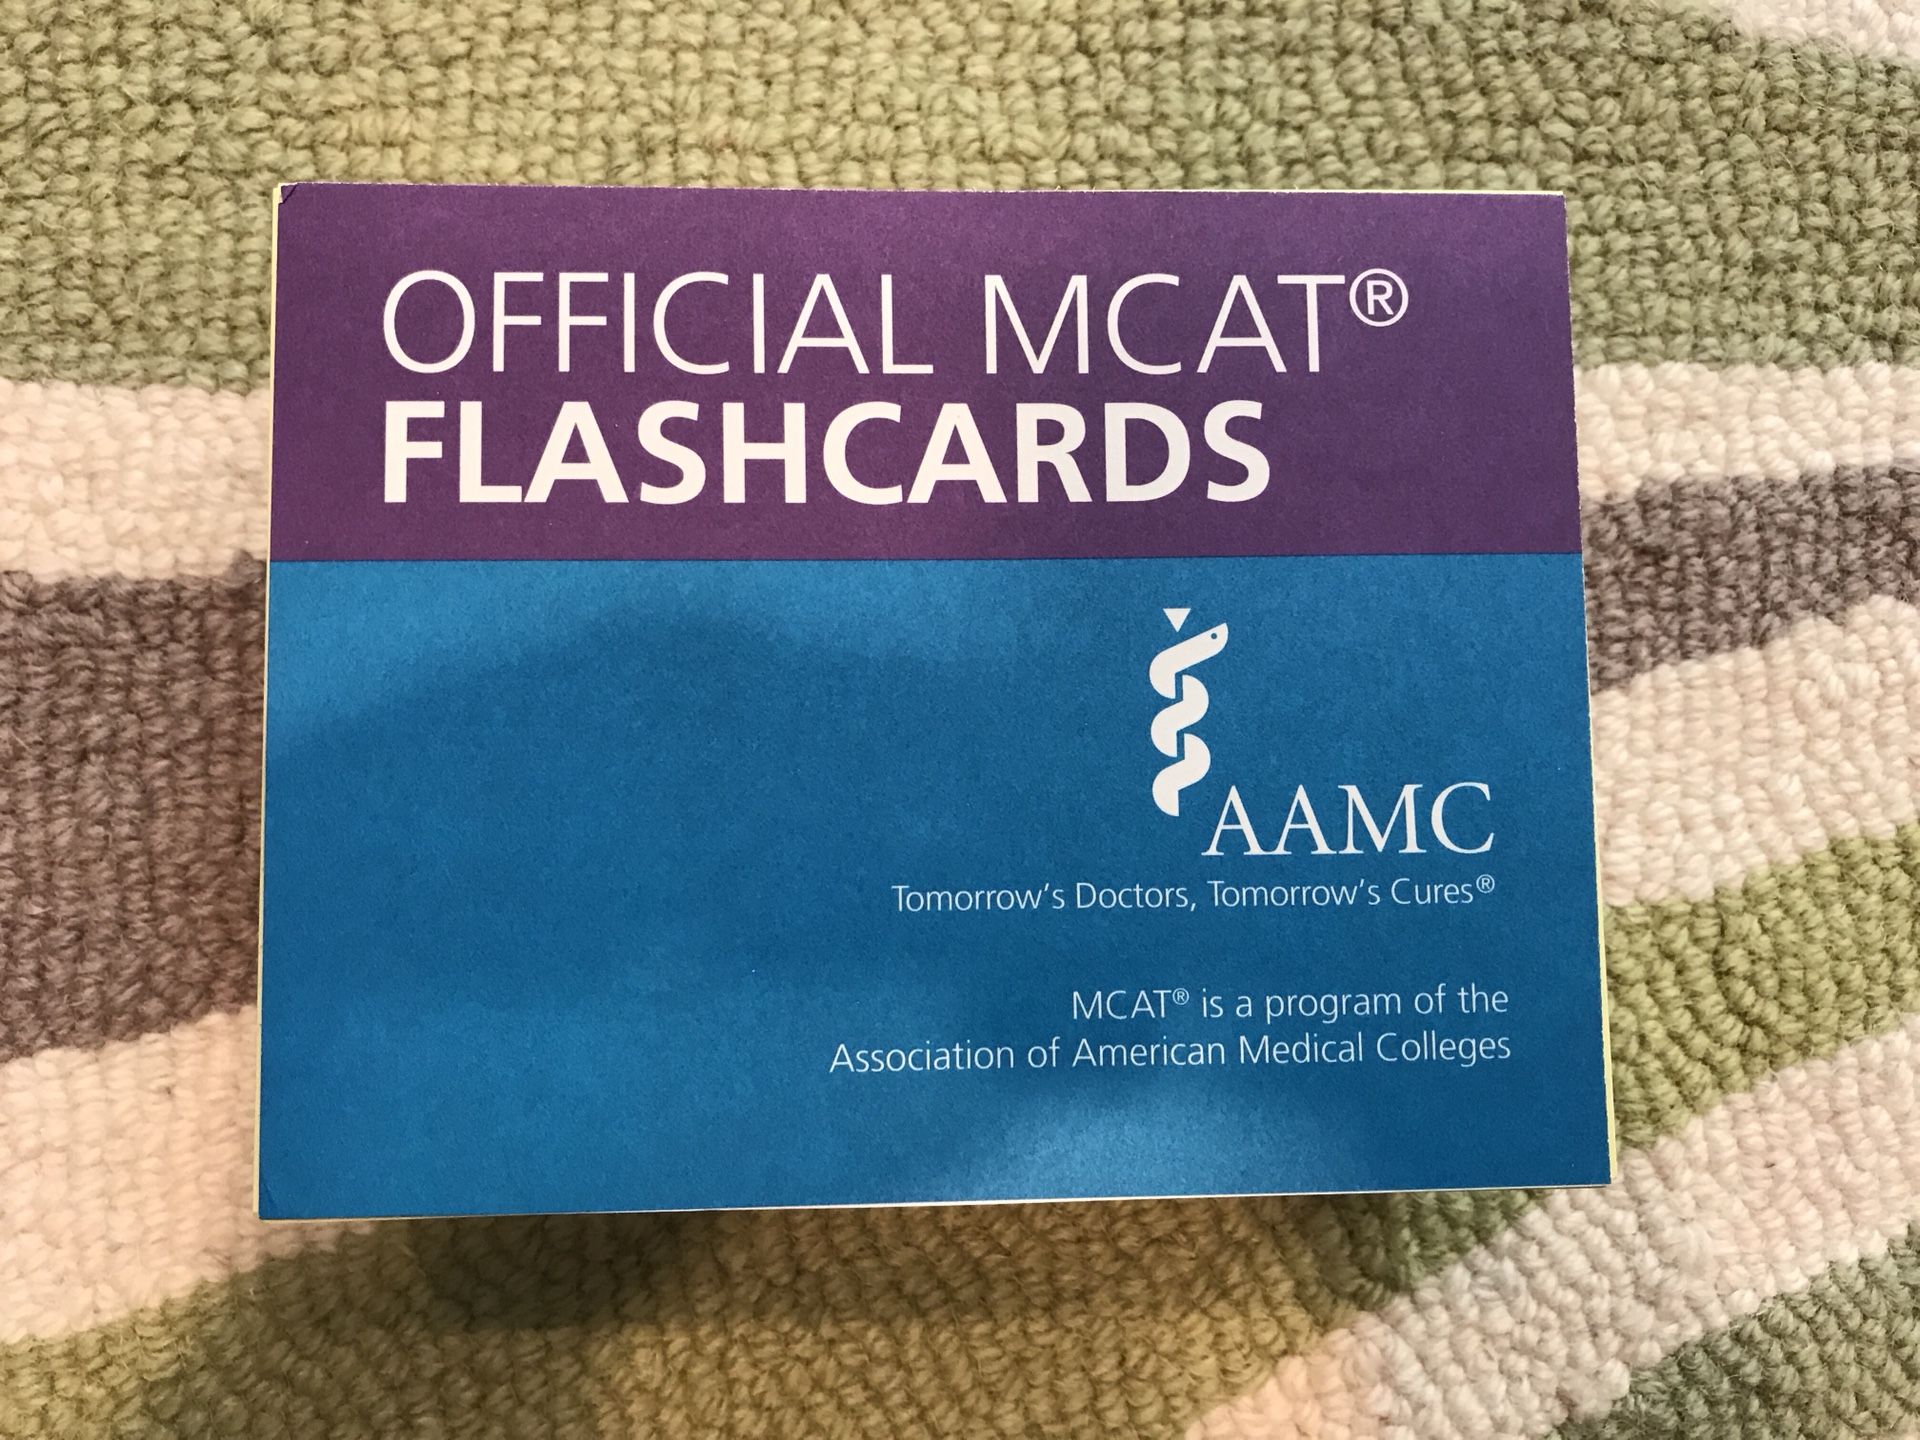 OFFICIAL MCAT®
FLASHCARDS
AAMC
Tomorrow's Doctors, Tomorrow's Cures®
MCAT® is a program of the
Association of American Medical Colleges